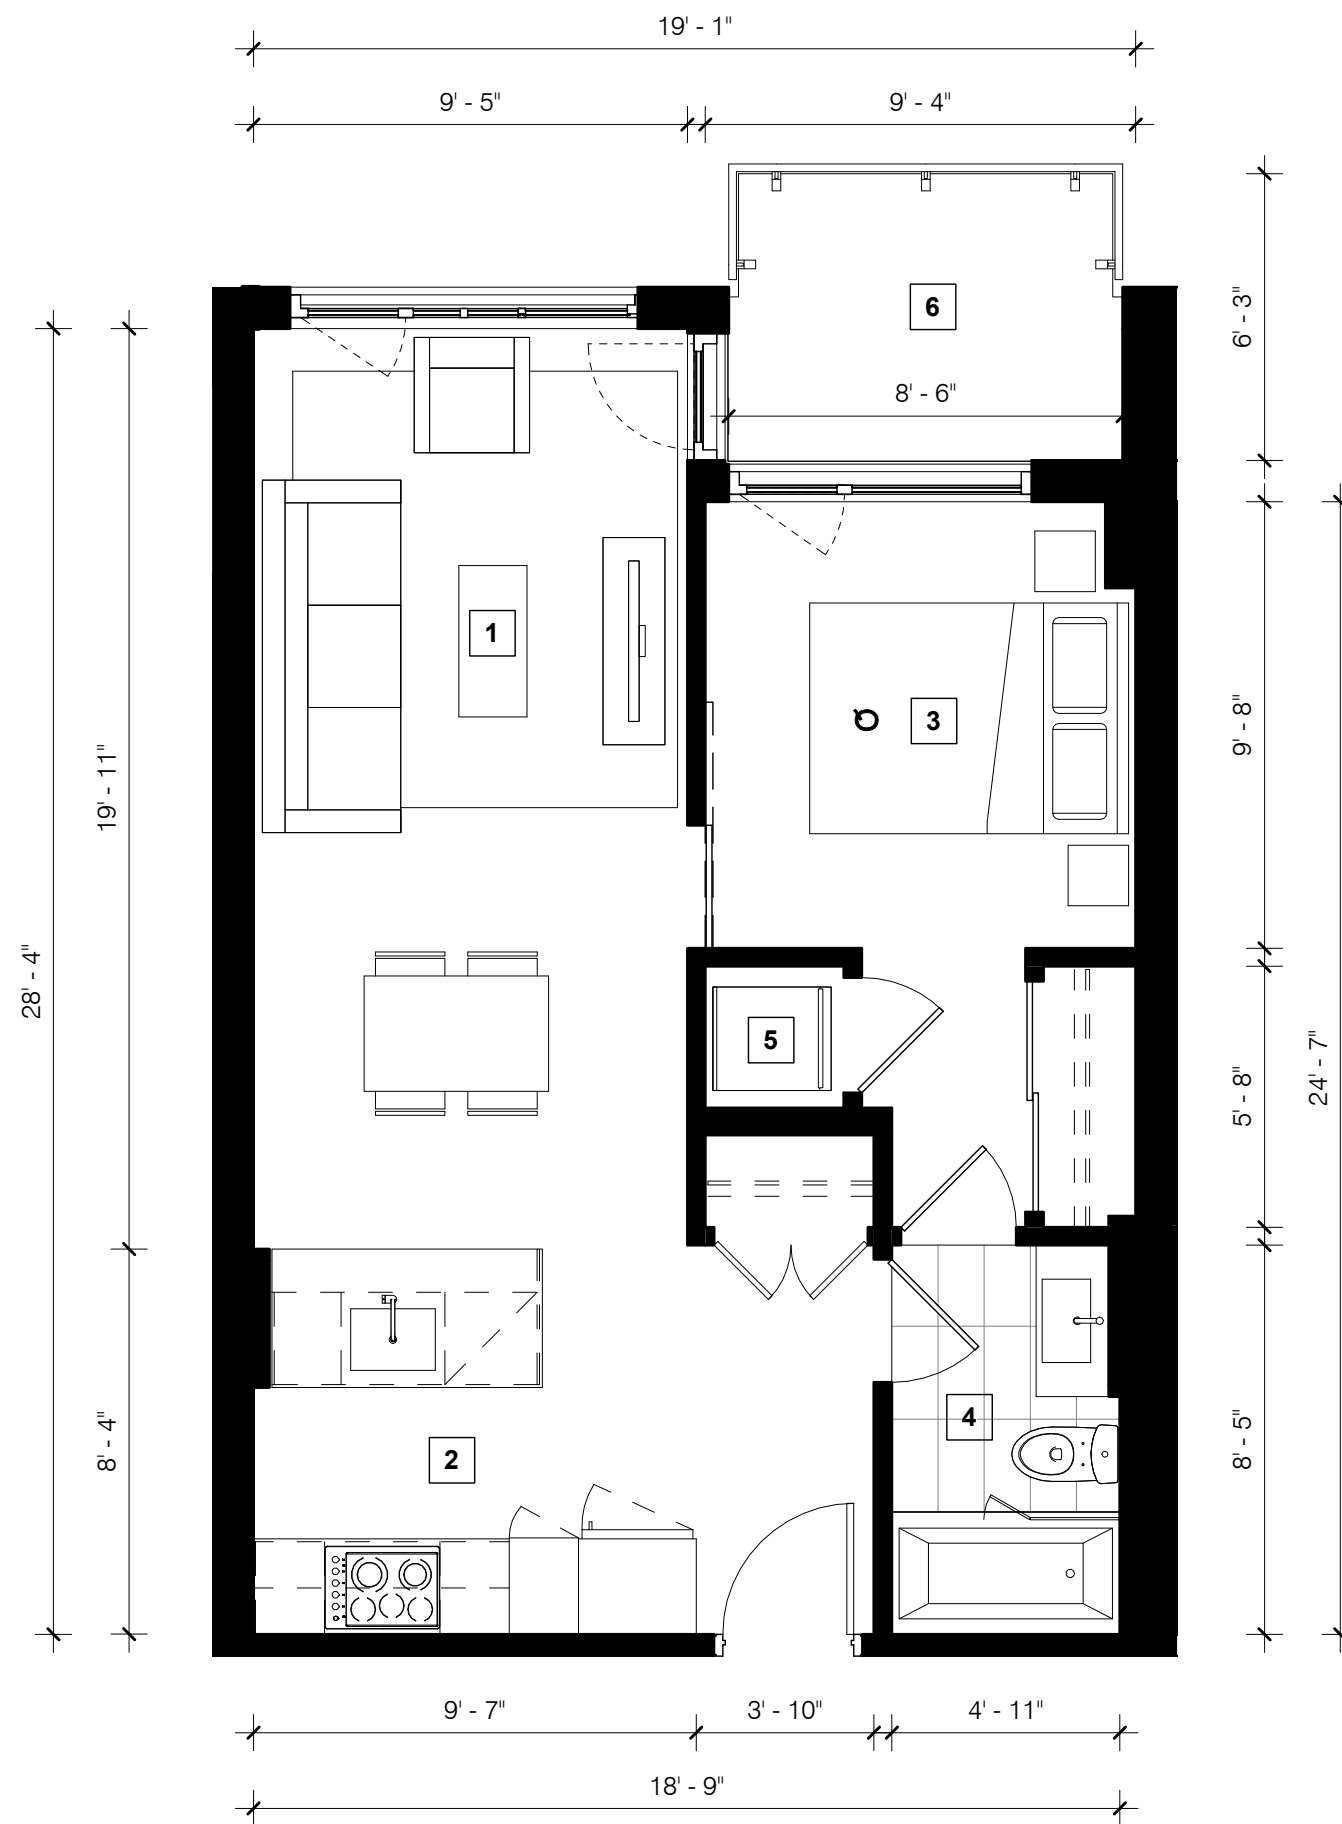 19' - 1"
9' - 5"
9' - 4"
6
6' - 3"
8' - 6"
1
3
Q
9' - 8"
19' - 11"
28' - 4"
5
5' - 8"
24' - 7"
4
8' - 4"
8' - 5"
2
9' - 7"
3' - 10"
4' - 11"
18' - 9"